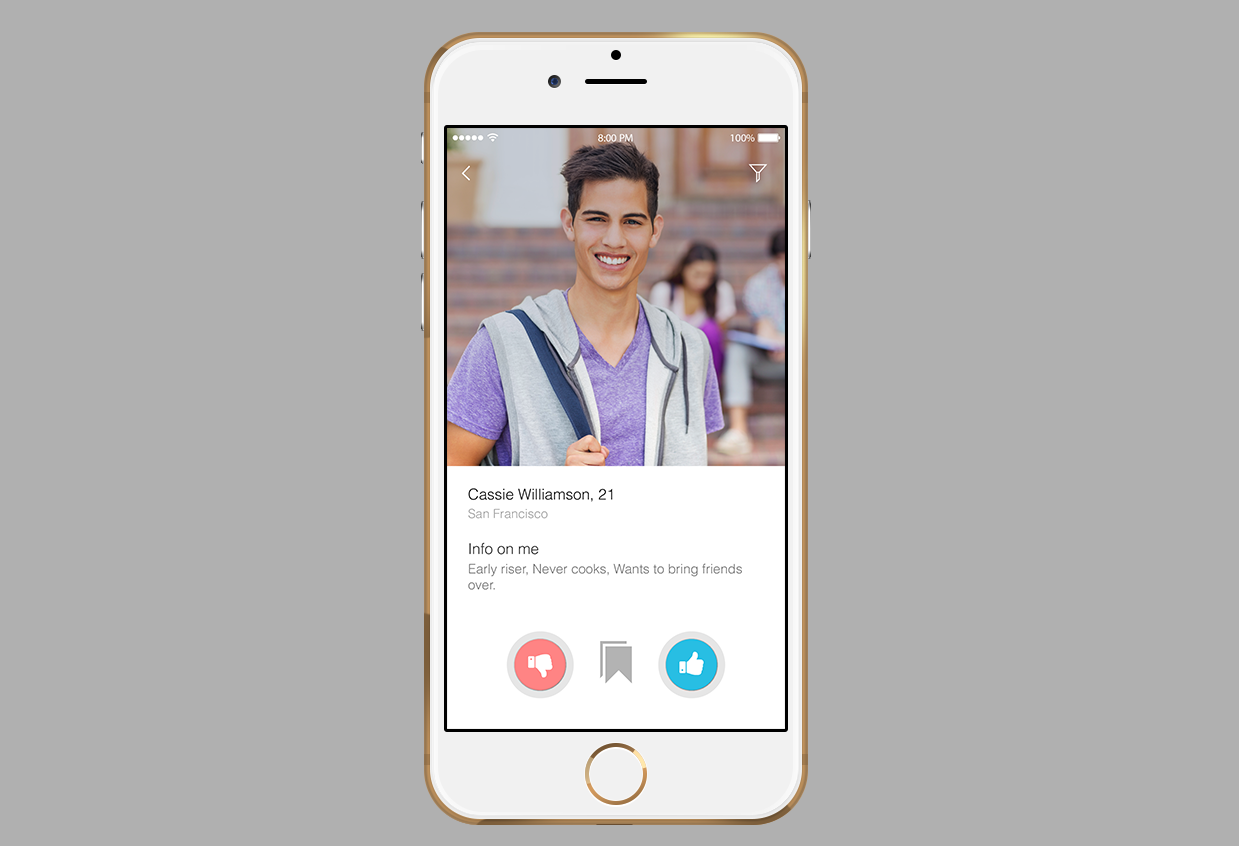 8:00 PM
100%
Cassie Williamson, 21
San Francisco
Info on me
Early riser, Never cooks, Wants to bring friends
over.